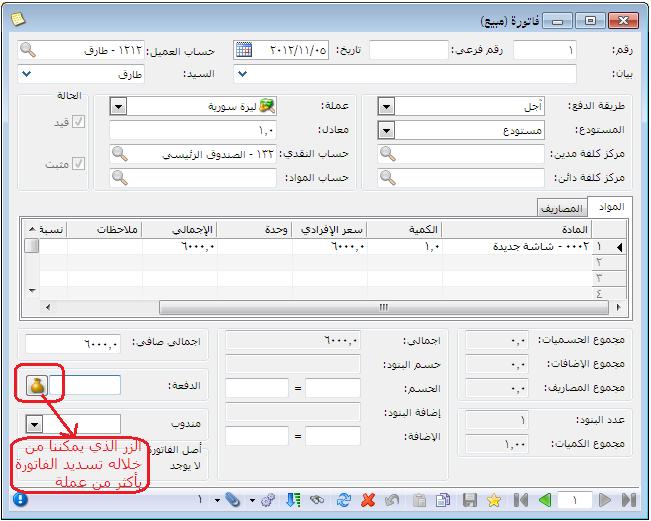 فاتورة (مبيع)
رقم: ١ رقم فرعي: تاريخ: ٢٠١٢/١١/٠٥ حساب العميل: ١٢١٢ - طارق
بيان: السيد: طارق
طريقة الدفع: آجل
المستودع: مستودع
مركز كلفة مدين:
مركز كلفة دائن:
عملة: ليرة سورية
معادل: ١,٠
حساب النقدي: ١٣٢ - الصندوق الرئيسي
حساب المواد:
الحالة
قيد
مثبت
المواد المصاريف
المادة الكمية سعر الإفرادي وحدة الإجمالي ملاحظات نسبة
١ ٠٠٠٢ - شاشة جديدة ١,٠ ٦٠٠٠,٠ ٦٠٠٠,٠
٢
٣
٤
مجموع الحسميات: ٠,٠
مجموع الإضافات: ٠,٠
مجموع المصاريف: ٠,٠
عدد البنود: ١
مجموع الكميات: ١,٠٠
اجمالي: ٦٠٠٠,٠
حسم البنود:
الحسم: =
إضافة البنود:
الاضافة: =
اجمالي صافي: ٦٠٠٠,٠
الدفعة:
مندوب
أصل الفاتورة
لا يوجد
الزر الذي يمكننا من
خلاله تسديد الفاتورة
بأكثر من عملة
١
١